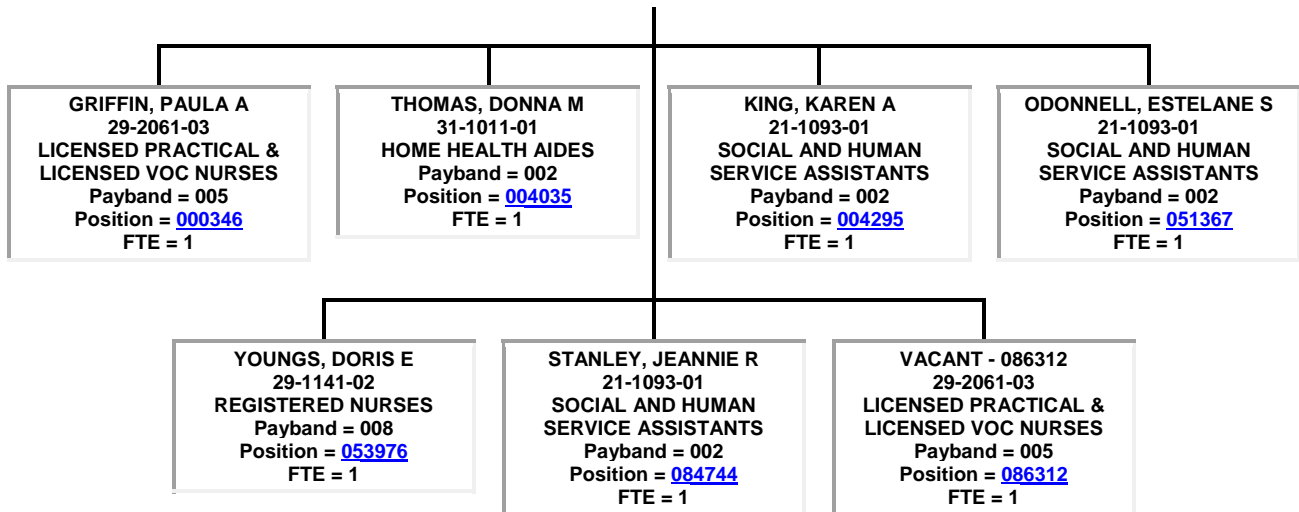 GRIFFIN, PAULA A
29-2061-03
LICENSED PRACTICAL &
LICENSED VOC NURSES
Payband = 005
Position = 000346
FTE = 1
THOMAS, DONNA M
31-1011-01
HOME HEALTH AIDES
Payband = 002
Position = 004035
FTE = 1
KING, KAREN A
21-1093-01
SOCIAL AND HUMAN
SERVICE ASSISTANTS
Payband = 002
Position = 004295
FTE = 1
ODONNELL, ESTELANE S
21-1093-01
SOCIAL AND HUMAN
SERVICE ASSISTANTS
Payband = 002
Position = 051367
FTE = 1
YOUNGS, DORIS E
29-1141-02
REGISTERED NURSES
Payband = 008
Position = 053976
FTE = 1
STANLEY, JEANNIE R
21-1093-01
SOCIAL AND HUMAN
SERVICE ASSISTANTS
Payband = 002
Position = 084744
FTE = 1
VACANT - 086312
29-2061-03
LICENSED PRACTICAL &
LICENSED VOC NURSES
Payband = 005
Position = 086312
FTE = 1